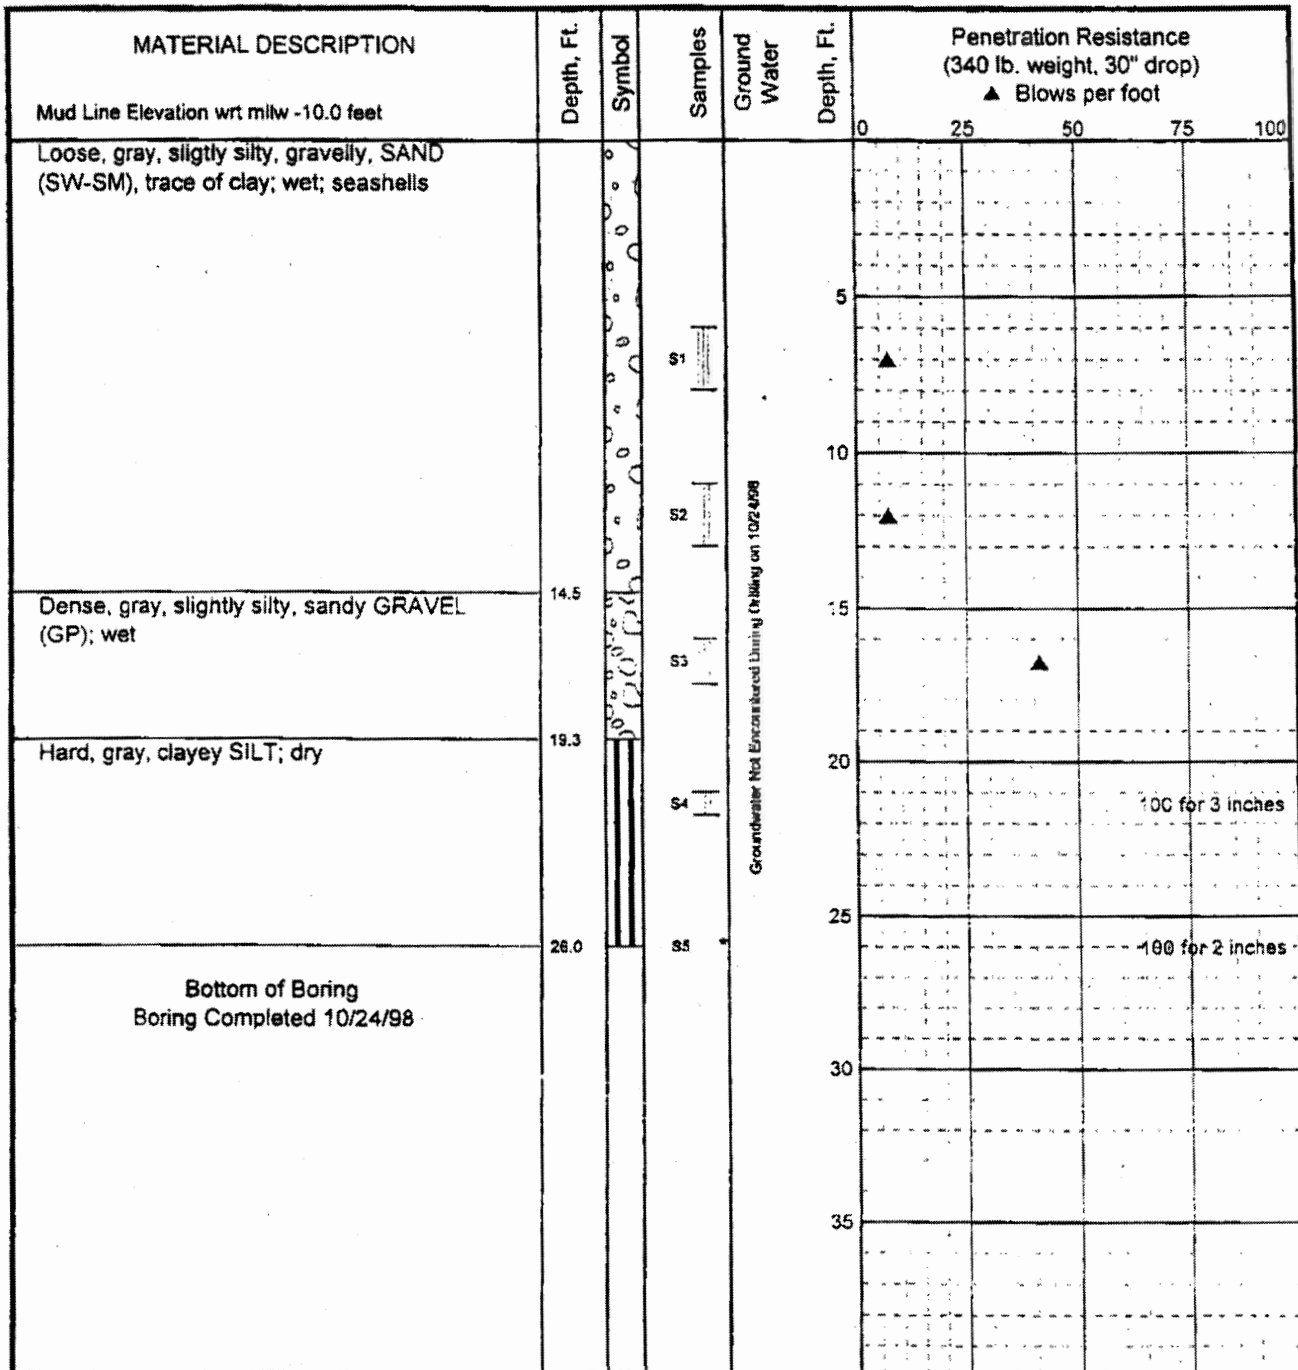 MATERIAL DESCRIPTION
Mud Line Elevation wrt mllw -10.0 feet
Depth, Ft.
Symbol
Samples
Ground
Water
Depth, Ft.
Penetration Resistance
(340 lb. weight, 30" drop)
▲ Blows per foot
0 25 50 75 100
Loose, gray, sligtly silty, gravelly, SAND
(SW-SM), trace of clay; wet; seashells
5
S1
10
S2
Groundwater Not Encountered During Drilling on 10/24/98
14.5
Dense, gray, slightly silty, sandy GRAVEL
(GP); wet
15
S3
19.3
Hard, gray, clayey SILT; dry
20
S4
100 for 3 inches
25
26.0
S5
100 for 2 inches
Bottom of Boring
Boring Completed 10/24/98
30
35